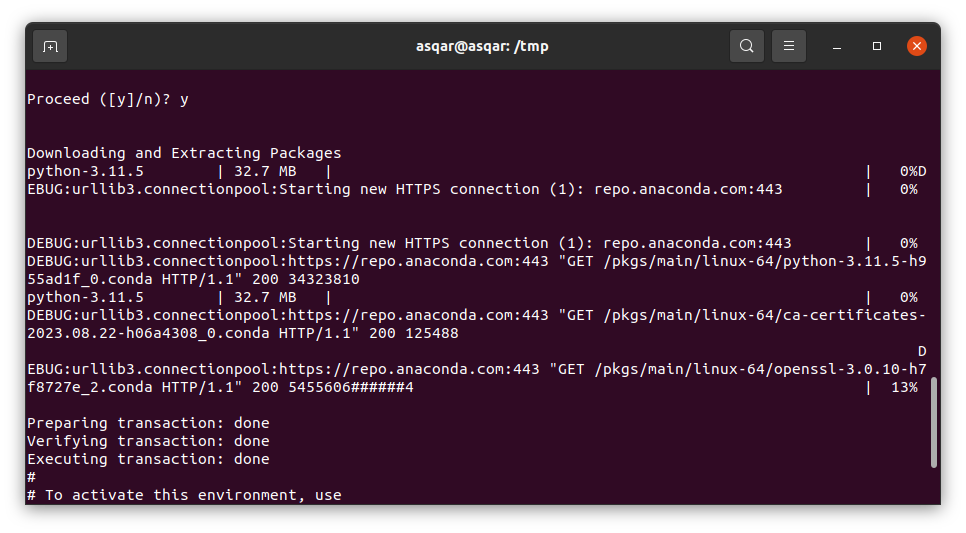 asqar@asqar: /tmp
Proceed ([y]/n)? y
Downloading and Extracting Packages
python-3.11.5        | 32.7 MB   |                                                           |   0%D
EBUG:urllib3.connectionpool:Starting new HTTPS connection (1): repo.anaconda.com:443         |   0%
DEBUG:urllib3.connectionpool:Starting new HTTPS connection (1): repo.anaconda.com:443        |   0%
DEBUG:urllib3.connectionpool:https://repo.anaconda.com:443 "GET /pkgs/main/linux-64/python-3.11.5-h9
55ad1f_0.conda HTTP/1.1" 200 34323810
python-3.11.5        | 32.7 MB   |                                                           |   0%
DEBUG:urllib3.connectionpool:https://repo.anaconda.com:443 "GET /pkgs/main/linux-64/ca-certificates-
2023.08.22-h06a4308_0.conda HTTP/1.1" 200 125488
D
EBUG:urllib3.connectionpool:https://repo.anaconda.com:443 "GET /pkgs/main/linux-64/openssl-3.0.10-h7
f8727e_2.conda HTTP/1.1" 200 5455606######4                                                  |  13%
Preparing transaction: done
Verifying transaction: done
Executing transaction: done
#
# To activate this environment, use